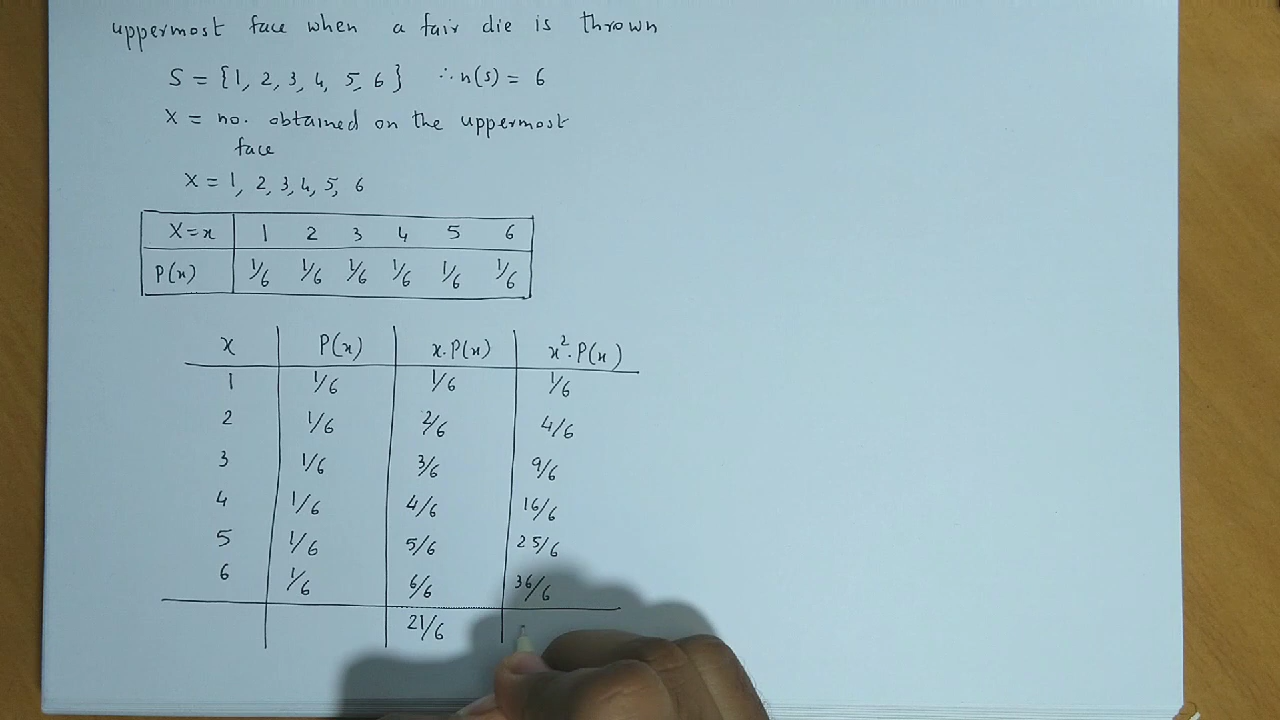 uppermost face when a fair die is thrown
S = {1, 2, 3, 4, 5, 6} ∴ n(s) = 6
X = no. obtained on the uppermost
face
X = 1, 2, 3, 4, 5, 6
X=x 1 2 3 4 5 6
P(x) 1/6 1/6 1/6 1/6 1/6 1/6
x P(x) x.P(x) x².P(x)
1 1/6 1/6 1/6
2 1/6 2/6 4/6
3 1/6 3/6 9/6
4 1/6 4/6 16/6
5 1/6 5/6 25/6
6 1/6 6/6 36/6
21/6